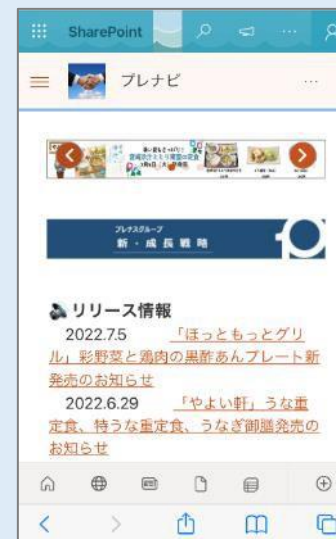 SharePoint
プレナビ
プレナスグループ
新・成長戦略
リリース情報
2022.7.5 「ほっともっとグリ
ル」彩野菜と鶏肉の黒酢あんプレート新
発売のお知らせ
2022.6.29 「やよい軒」うな重
定食、特うな重定食、うなぎ御膳発売の
お知らせ